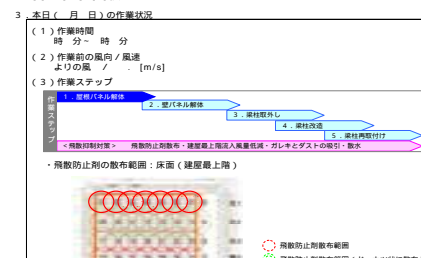 ３．本日（　月　日）の作業状況
（１）作業時間
時　分～　時　分
（２）作業前の風向／風速
よりの風　／　．　[m/s]
（３）作業ステップ
作業ステップ
１．屋根パネル解体
２．壁パネル解体
３．梁柱取外し
４．梁柱改造
５．梁柱再取付け
＜飛散抑制対策＞　飛散防止剤散布・建屋最上階流入風量低減・ガレキとダストの吸引・散水
・飛散防止剤の散布範囲：床面（建屋最上階）
飛散防止剤散布範囲